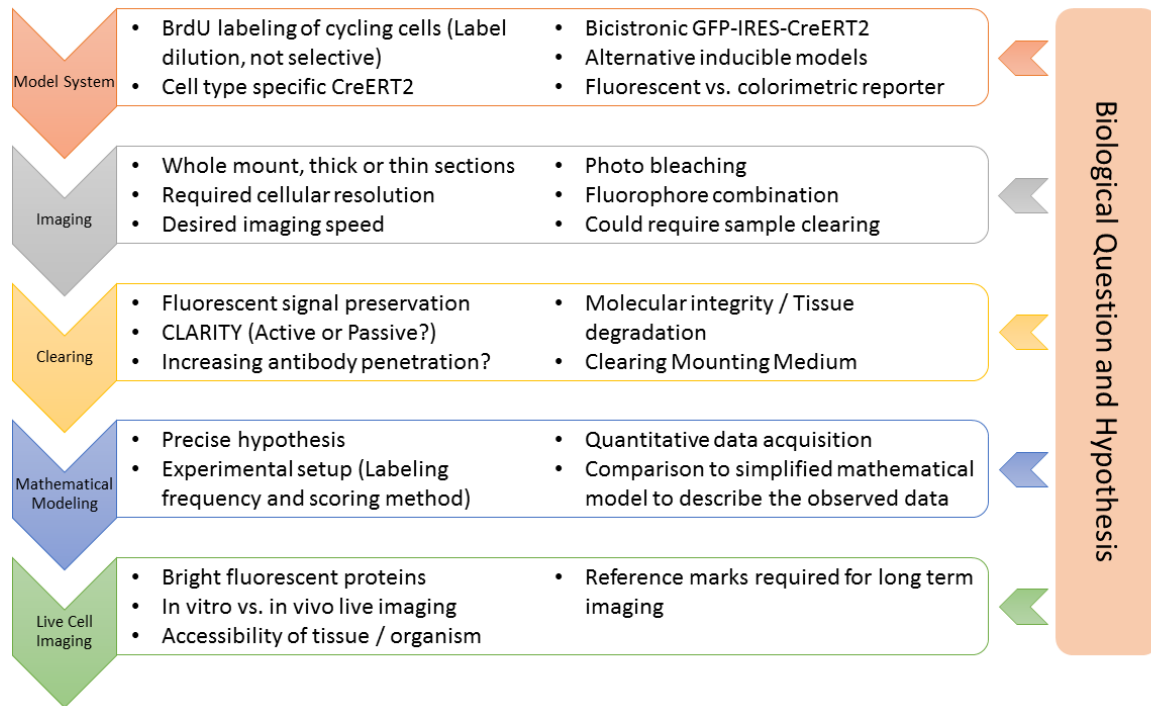 Model System
• BrdU labeling of cycling cells (Label
dilution, not selective)
• Cell type specific CreERT2
• Bicistronic GFP-IRES-CreERT2
• Alternative inducible models
• Fluorescent vs. colorimetric reporter
Imaging
• Whole mount, thick or thin sections
• Required cellular resolution
• Desired imaging speed
• Photo bleaching
• Fluorophore combination
• Could require sample clearing
Clearing
• Fluorescent signal preservation
• CLARITY (Active or Passive?)
• Increasing antibody penetration?
• Molecular integrity / Tissue
degradation
• Clearing Mounting Medium
Mathematical
Modeling
• Precise hypothesis
• Experimental setup (Labeling
frequency and scoring method)
• Quantitative data acquisition
• Comparison to simplified mathematical
model to describe the observed data
Live Cell
Imaging
• Bright fluorescent proteins
• In vitro vs. in vivo live imaging
• Accessibility of tissue / organism
• Reference marks required for long term
imaging
Biological Question and Hypothesis